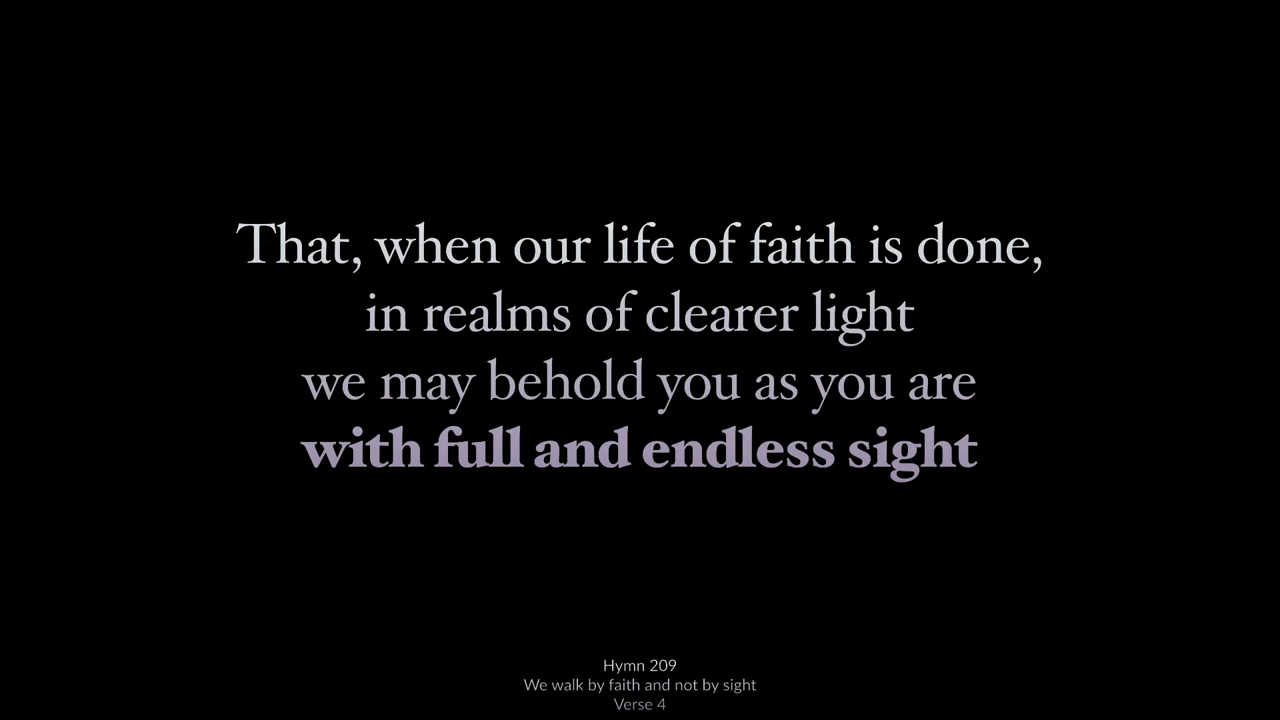 That, when our life of faith is done,
in realms of clearer light
we may behold you as you are
with full and endless sight
Hymn 209
We walk by faith and not by sight
Verse 4